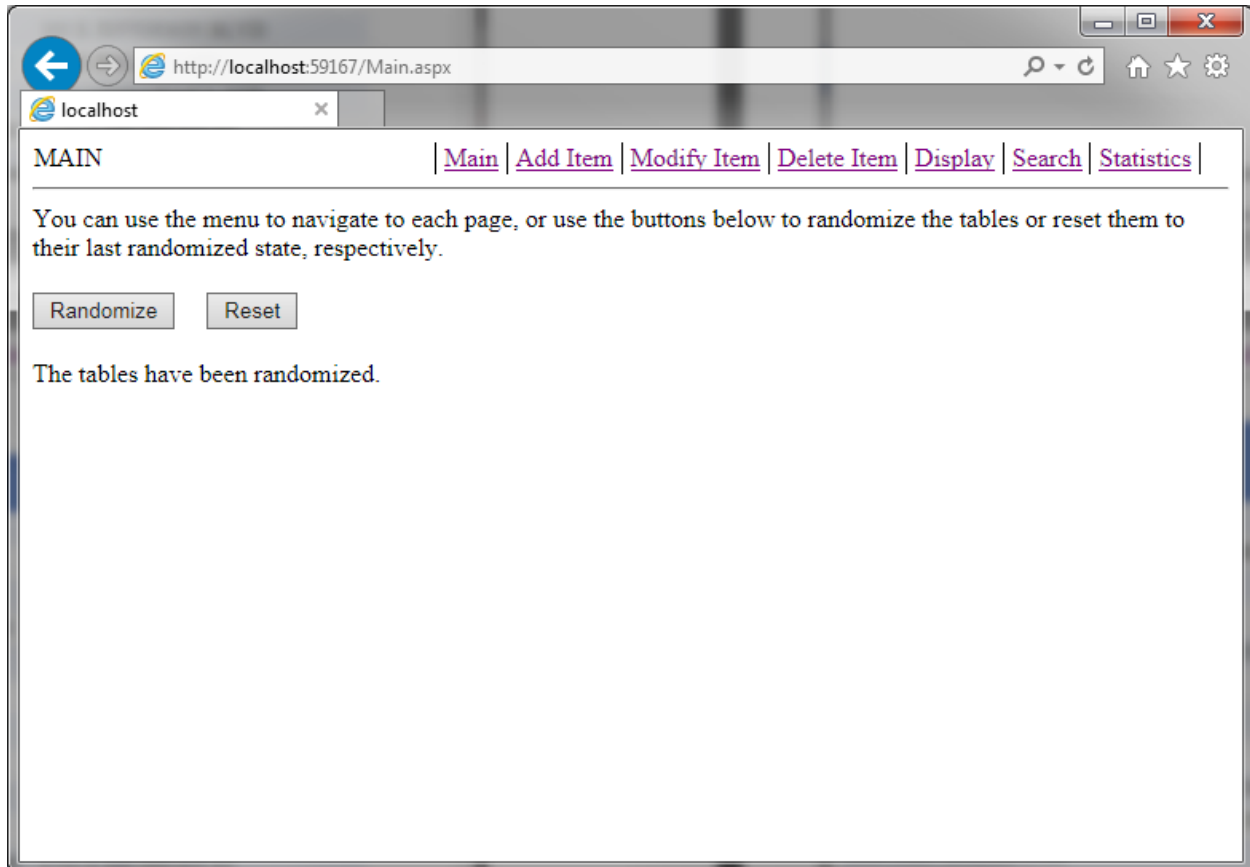 http://localhost:59167/Main.aspx
localhost
MAIN
Main | Add Item | Modify Item | Delete Item | Display | Search | Statistics |
You can use the menu to navigate to each page, or use the buttons below to randomize the tables or reset them to
their last randomized state, respectively.
Randomize Reset
The tables have been randomized.